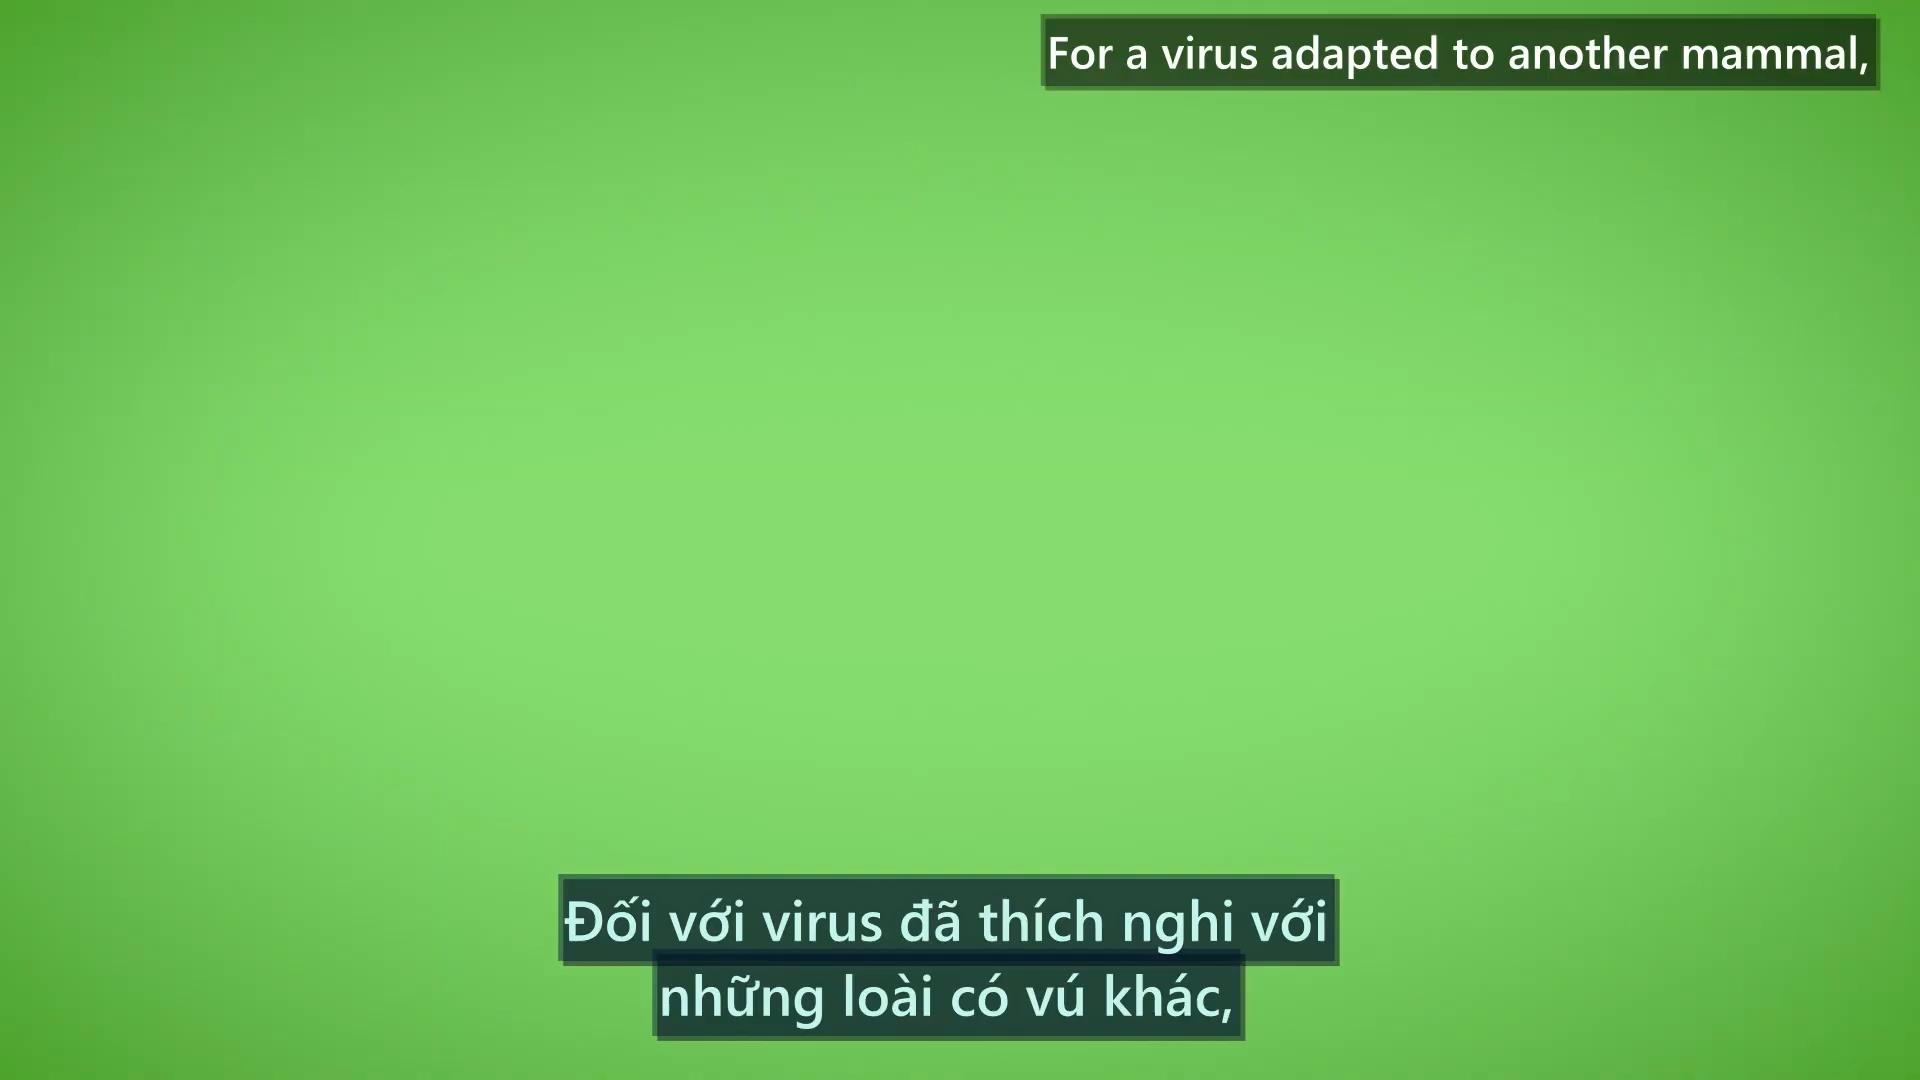 For a virus adapted to another mammal,
Đối với virus đã thích nghi với
những loài có vú khác,